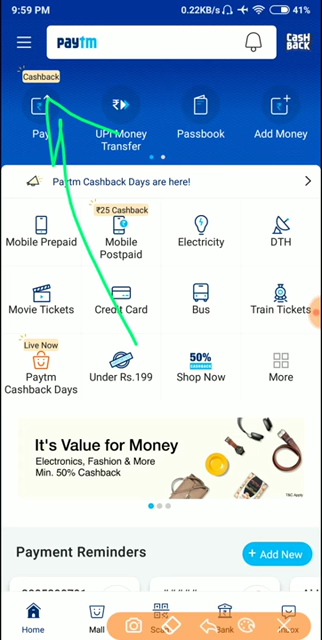 9:59 PM
0.22KB/s
41%
paytm
CASH
BACK
Cashback
Pay
UPI Money
Transfer
Passbook
Add Money
Paytm Cashback Days are here!
₹25 Cashback
Mobile Prepaid
Mobile
Postpaid
Electricity
DTH
Movie Tickets
Credit Card
Bus
Train Tickets
Live Now
50%
CASHBACK
Paytm
Cashback Days
Under Rs.199
Shop Now
More
It's Value for Money
Electronics, Fashion & More
Min. 50% Cashback
T&C Apply
Payment Reminders
+ Add New
Home
Mall
Scan
Bank
Inbox